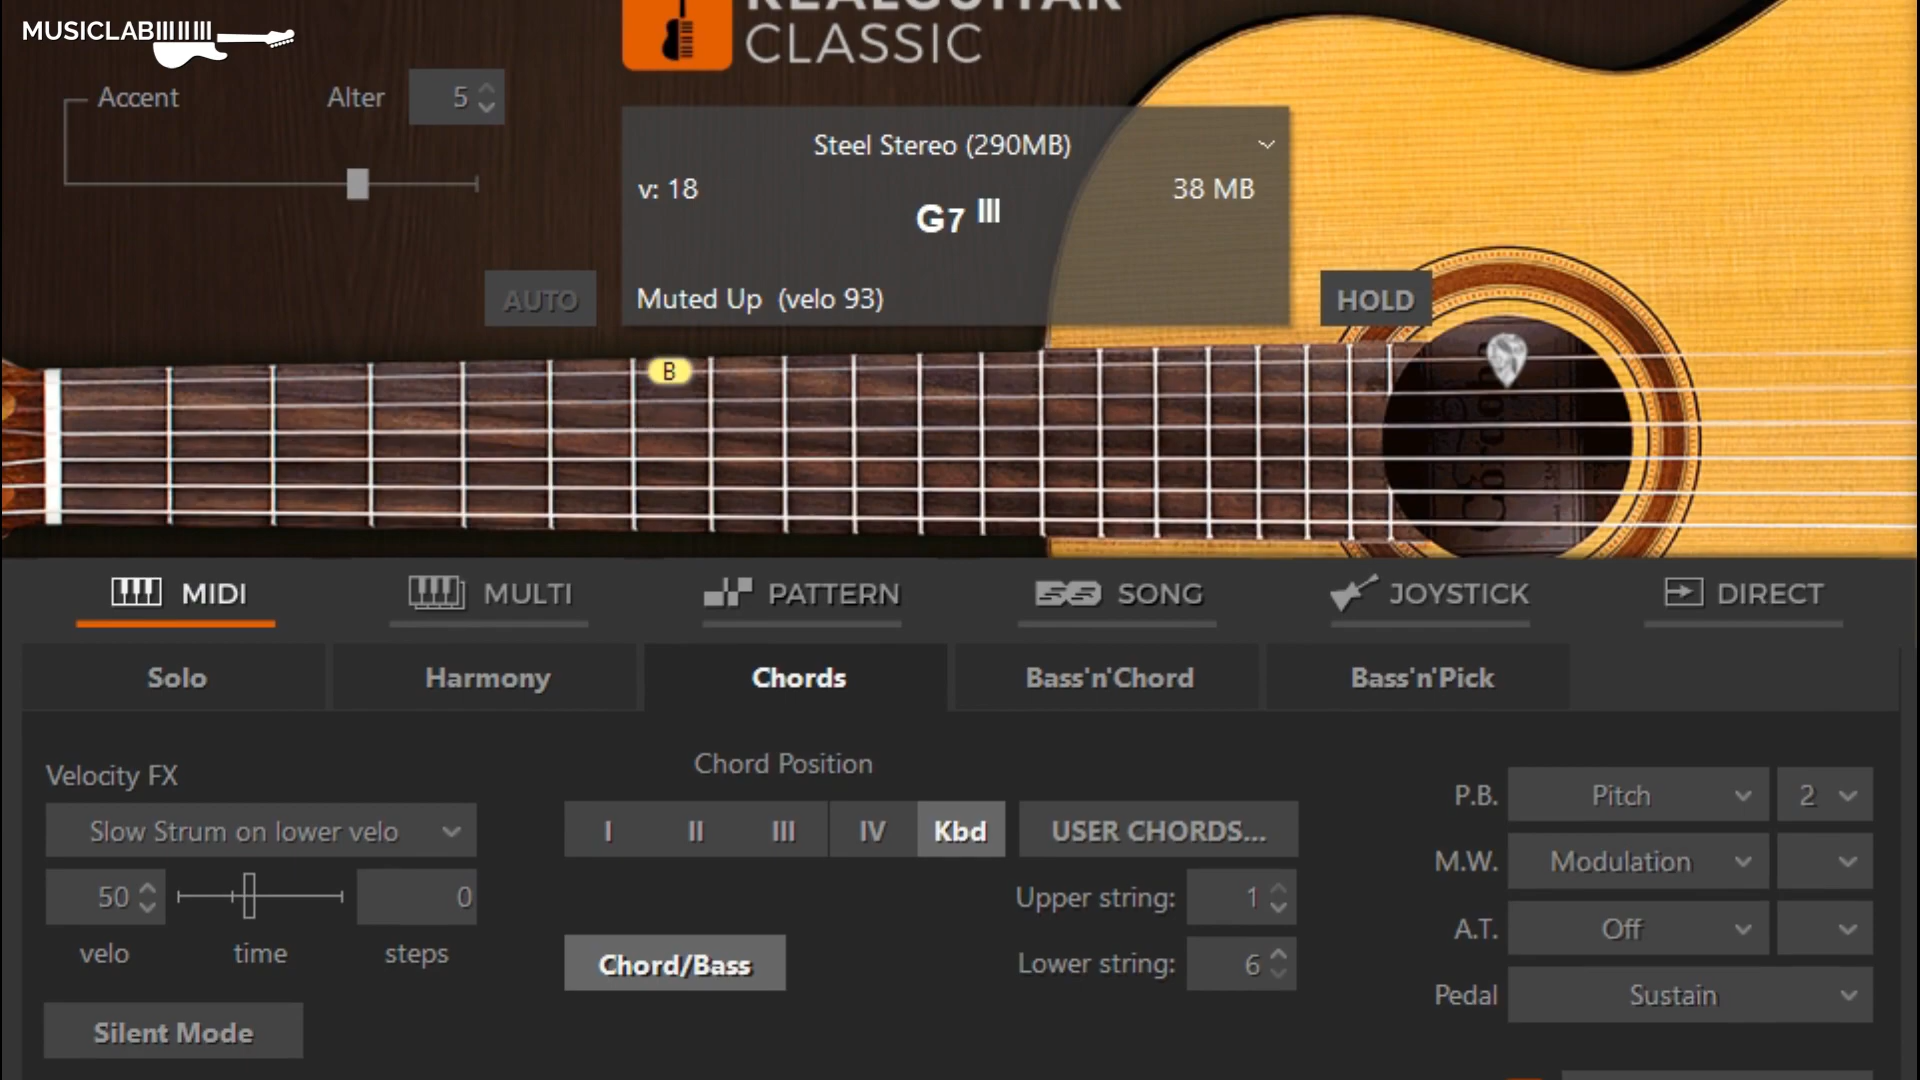 MUSICLAB
REALGUITAR
CLASSIC
Accent
Alter
5
Steel Stereo (290MB)
v: 18
38 MB
G7 III
AUTO
Muted Up (velo 93)
HOLD
B
MIDI
MULTI
PATTERN
SONG
JOYSTICK
DIRECT
Solo
Harmony
Chords
Bass'n'Chord
Bass'n'Pick
Velocity FX
Slow Strum on lower velo
50
0
velo
time
steps
Silent Mode
Chord Position
I
II
III
IV
Kbd
USER CHORDS...
Upper string:
1
Chord/Bass
Lower string:
6
P.B.
Pitch
2
M.W.
Modulation
A.T.
Off
Pedal
Sustain